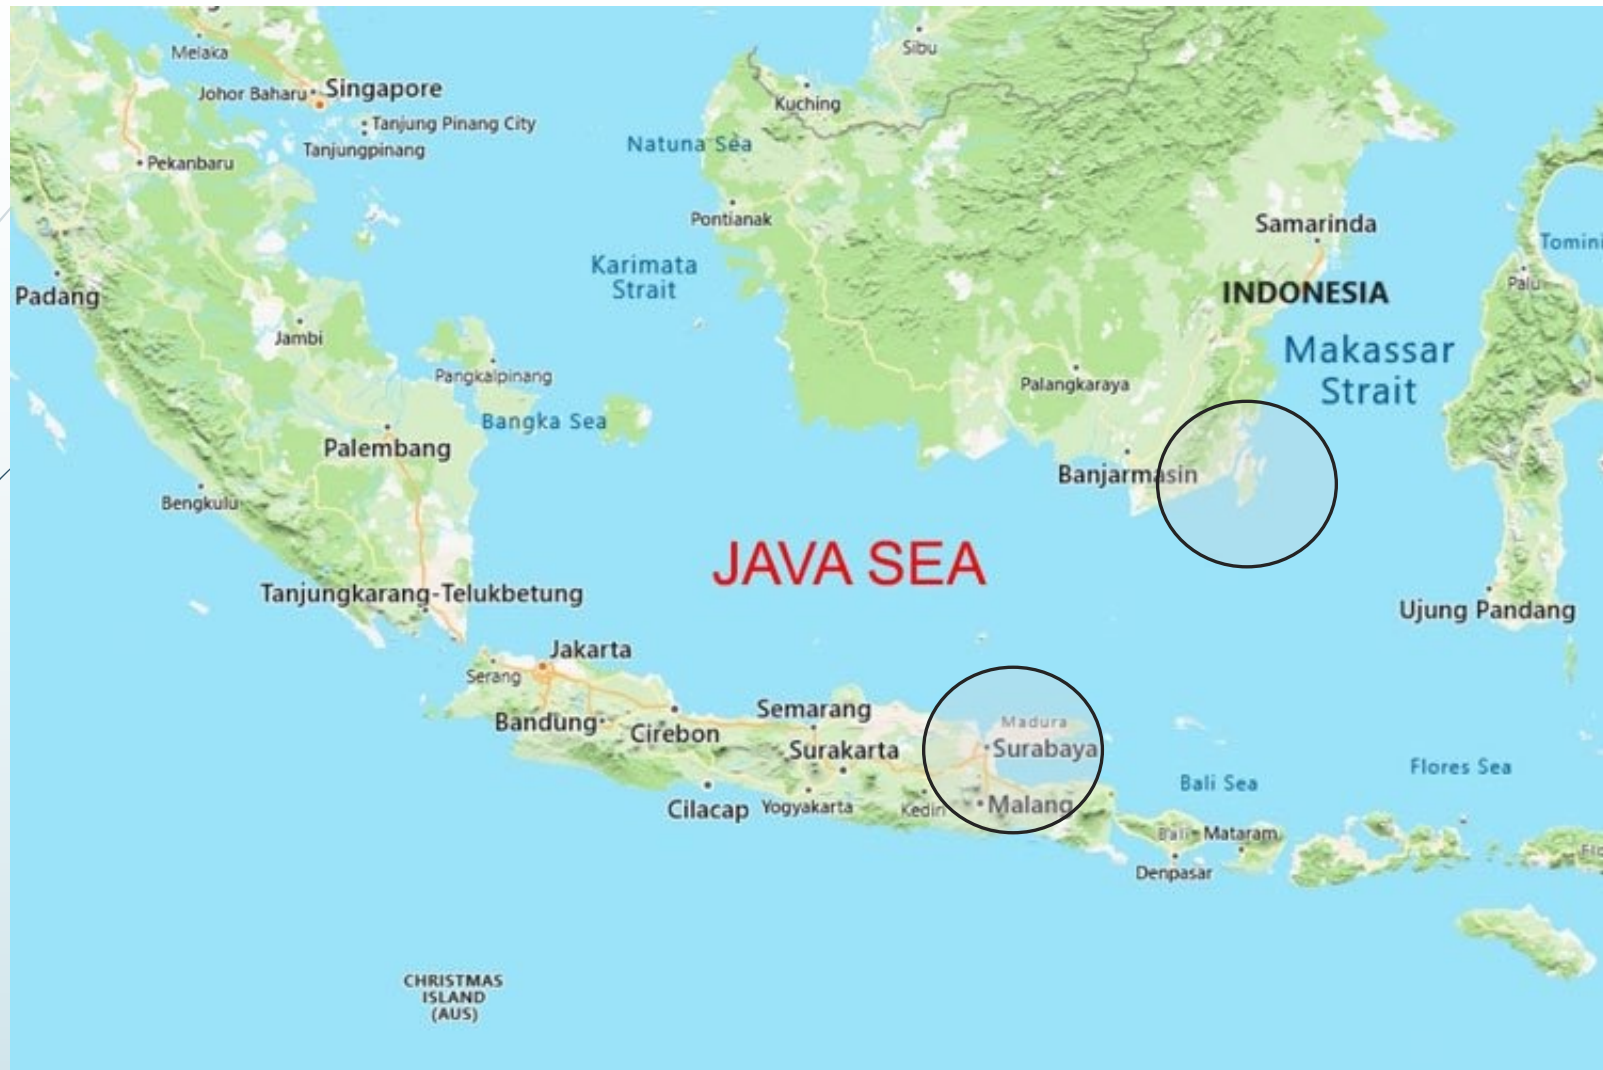 Melaka
Sibu
Johor Baharu
Singapore
Kuching
Tanjung Pinang City
Natuna Sea
Tanjungpinang
Pekanbaru
Pontianak
Samarinda
Tomini
Karimata
Strait
Padang
INDONESIA
Palu
Jambi
Makassar
Strait
Pangkalpinang
Palangkaraya
Bangka Sea
Palembang
Banjarmasin
Bengkulu
JAVA SEA
Tanjungkarang-Telukbetung
Ujung Pandang
Jakarta
Serang
Semarang
Madura
Bandung
Cirebon
Surakarta
Surabaya
Flores Sea
Bali Sea
Cilacap
Yogyakarta
Kediri
Malang
Bali
Mataram
Flo
Denpasar
CHRISTMAS
ISLAND
(AUS)